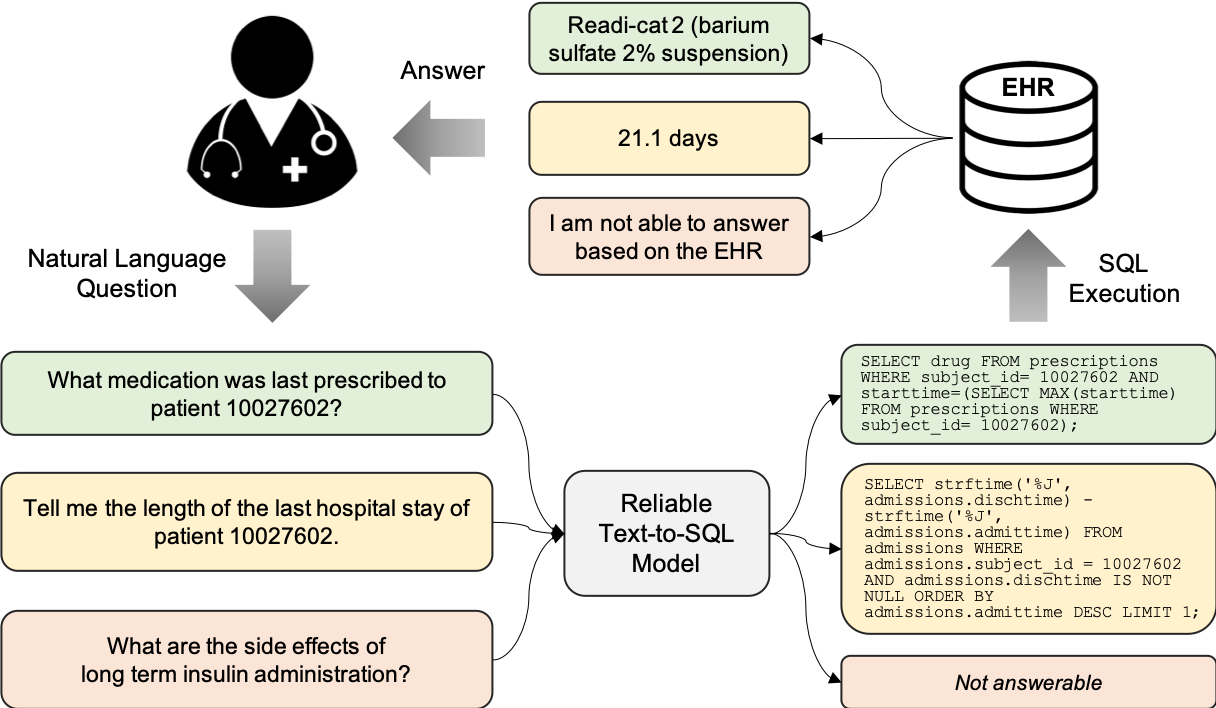 Readi-cat 2 (barium
sulfate 2% suspension)
Answer
EHR
21.1 days
I am not able to answer
based on the EHR
Natural Language
Question
SQL
Execution
What medication was last prescribed to
patient 10027602?
Tell me the length of the last hospital stay of
patient 10027602.
What are the side effects of
long term insulin administration?
Reliable
Text-to-SQL
Model
SELECT drug FROM prescriptions
WHERE subject_id= 10027602 AND
starttime=(SELECT MAX(starttime)
FROM prescriptions WHERE
subject_id= 10027602);
SELECT strftime('%J',
admissions.dischtime) -
strftime('%J',
admissions.admittime) FROM
admissions WHERE
admissions.subject_id = 10027602
AND admissions.dischtime IS NOT
NULL ORDER BY
admissions.admittime DESC LIMIT 1;
Not answerable